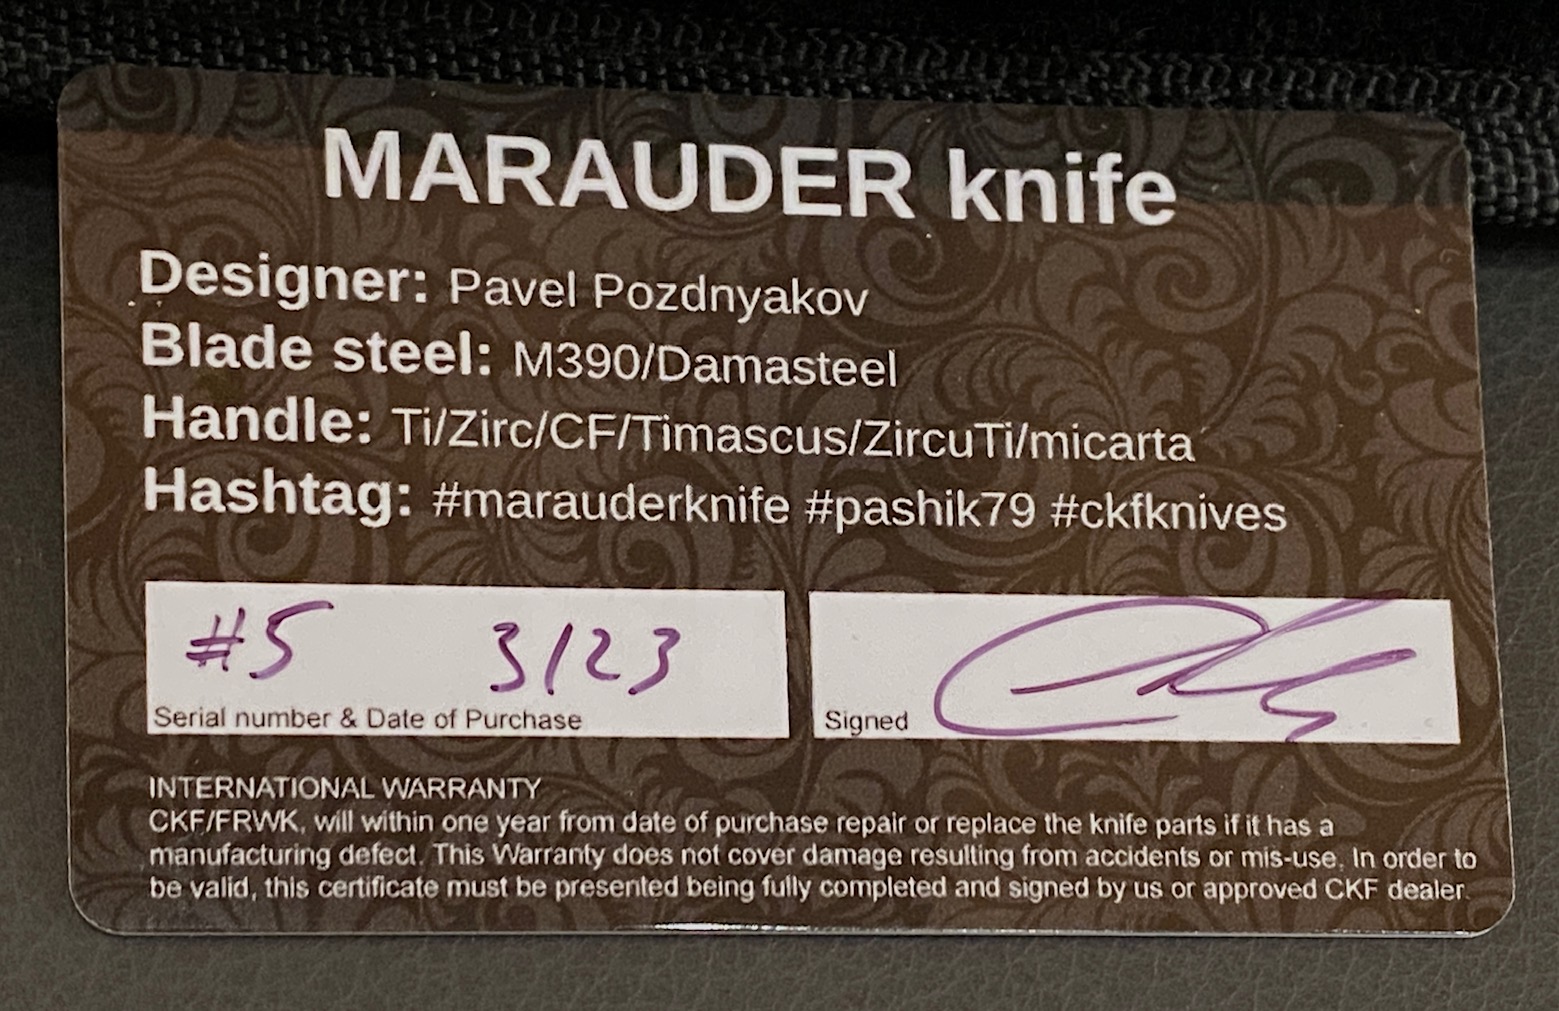 MARAUDER knife
Designer: Pavel Pozdnyakov
Blade steel: M390/Damasteel
Handle: Ti/Zirc/CF/Timascus/ZircuTi/micarta
Hashtag: #marauderknife #pashik79 #ckfknives
#5 3/23
Serial number & Date of Purchase
Signed
INTERNATIONAL WARRANTY
CKF/FRWK, will within one year from date of purchase repair or replace the knife parts if it has a
manufacturing defect. This Warranty does not cover damage resulting from accidents or mis-use. In order to
be valid, this certificate must be presented being fully completed and signed by us or approved CKF dealer.